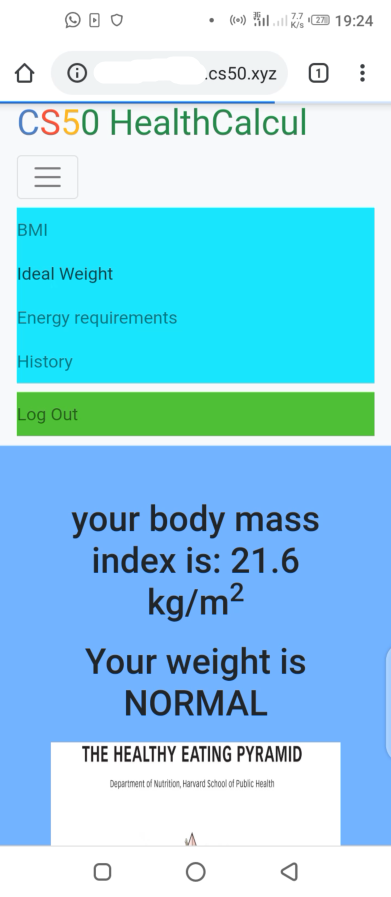 3G 7.7 K/s 27 19:24
.cs50.xyz 1
CS50 HealthCalcul
BMI
Ideal Weight
Energy requirements
History
Log Out
your body mass
index is: 21.6
kg/m²
Your weight is
NORMAL
THE HEALTHY EATING PYRAMID
Department of Nutrition, Harvard School of Public Health